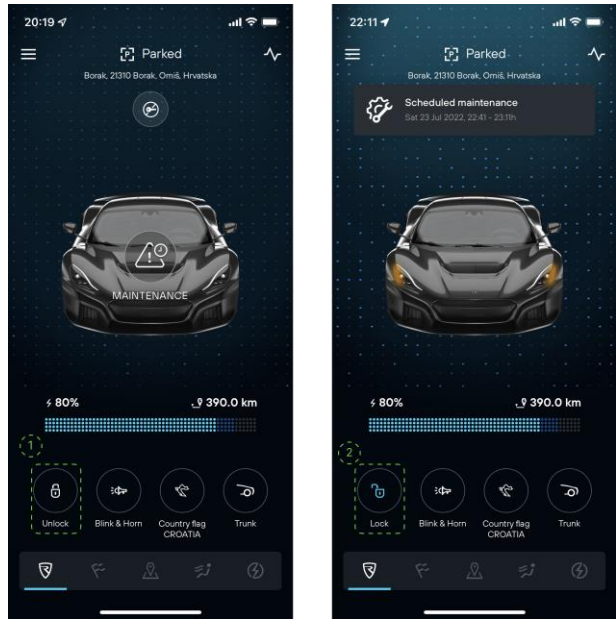 20:19
P Parked
Borak, 21310 Borak, Omiš, Hrvatska
MAINTENANCE
80%
390.0 km
1
Unlock
Blink & Horn
Country flag
CROATIA
Trunk
22:11
P Parked
Borak, 21310 Borak, Omiš, Hrvatska
Scheduled maintenance
Sat 23 Jul 2022, 22:41 - 23:11h
80%
390.0 km
2
Lock
Blink & Horn
Country flag
CROATIA
Trunk